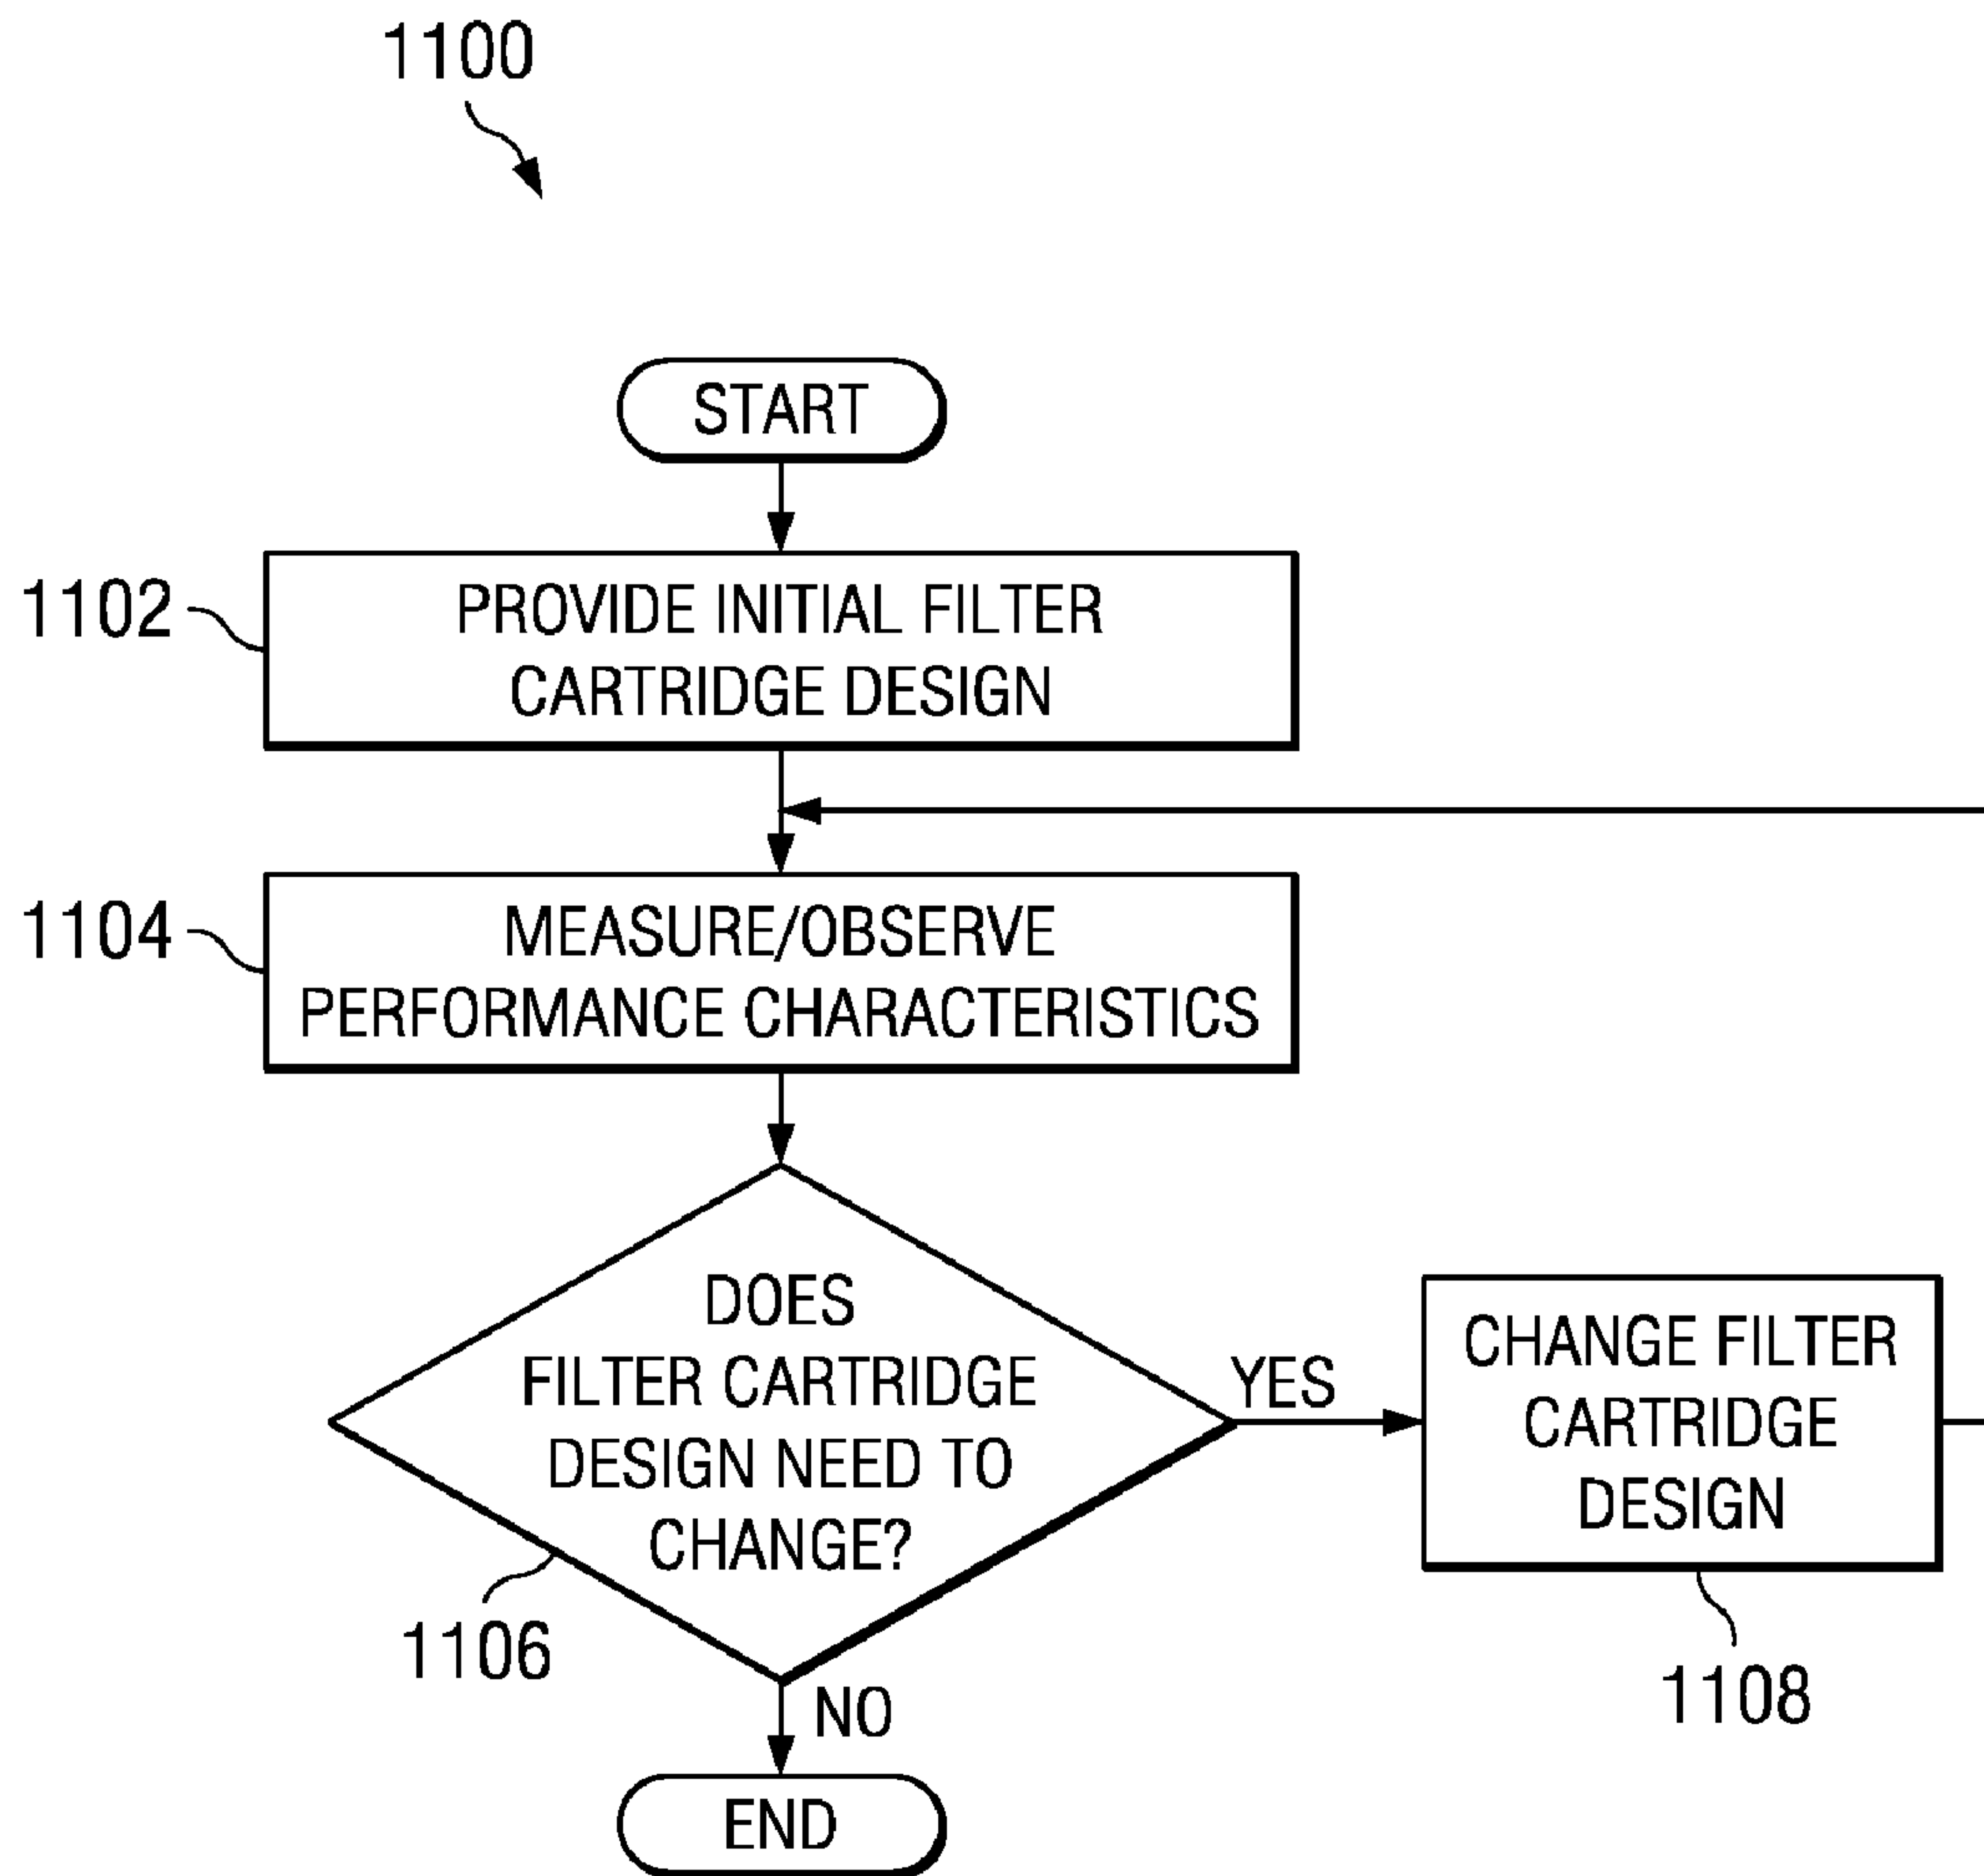 1100
START
1102
PROVIDE INITIAL FILTER
CARTRIDGE DESIGN
1104
MEASURE/OBSERVE
PERFORMANCE CHARACTERISTICS
DOES
FILTER CARTRIDGE
DESIGN NEED TO
CHANGE?
YES
CHANGE FILTER
CARTRIDGE
DESIGN
1106
1108
NO
END